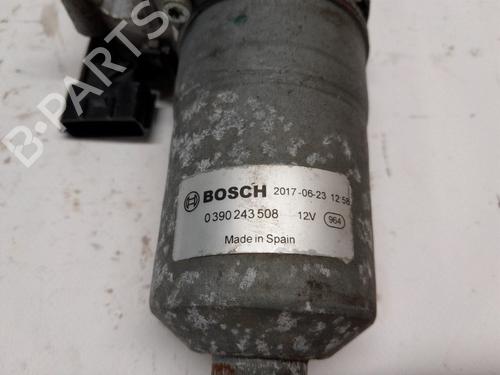 B-PARTS
BOSCH 2017-06-23 12:58
0 390 243 508 12V 964
Made in Spain